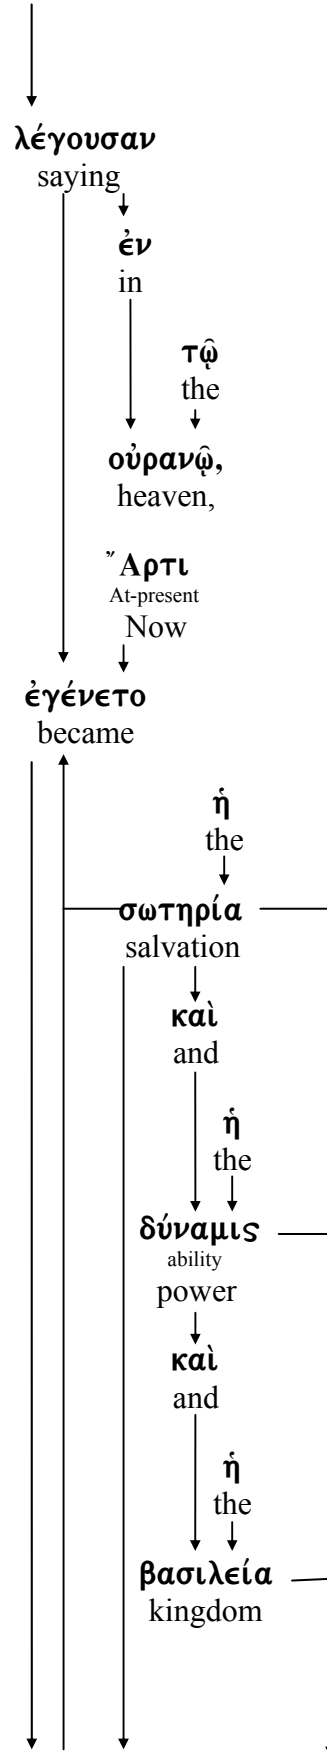 λέγουσαν
saying
ἐν
in
τῷ
the
οὐρανῷ,
heaven,
Ἄρτι
At-present
Now
ἐγένετο
became
ἡ
the
σωτηρία
salvation
καὶ
and
ἡ
the
δύναμις
ability
power
καὶ
and
ἡ
the
βασιλεία
kingdom